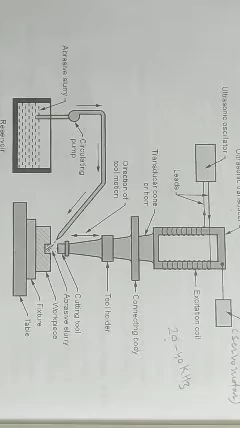 Ultrasonic oscillator
Leads
Excitation coil
20-40 KHz
Transducer cone
or horn
Connecting body
Tool holder
Direction of
tool motion
Abrasive slurry
Circulating
pump
Reservoir
Cutting tool
Abrasive slurry
Workpiece
Fixture
Table